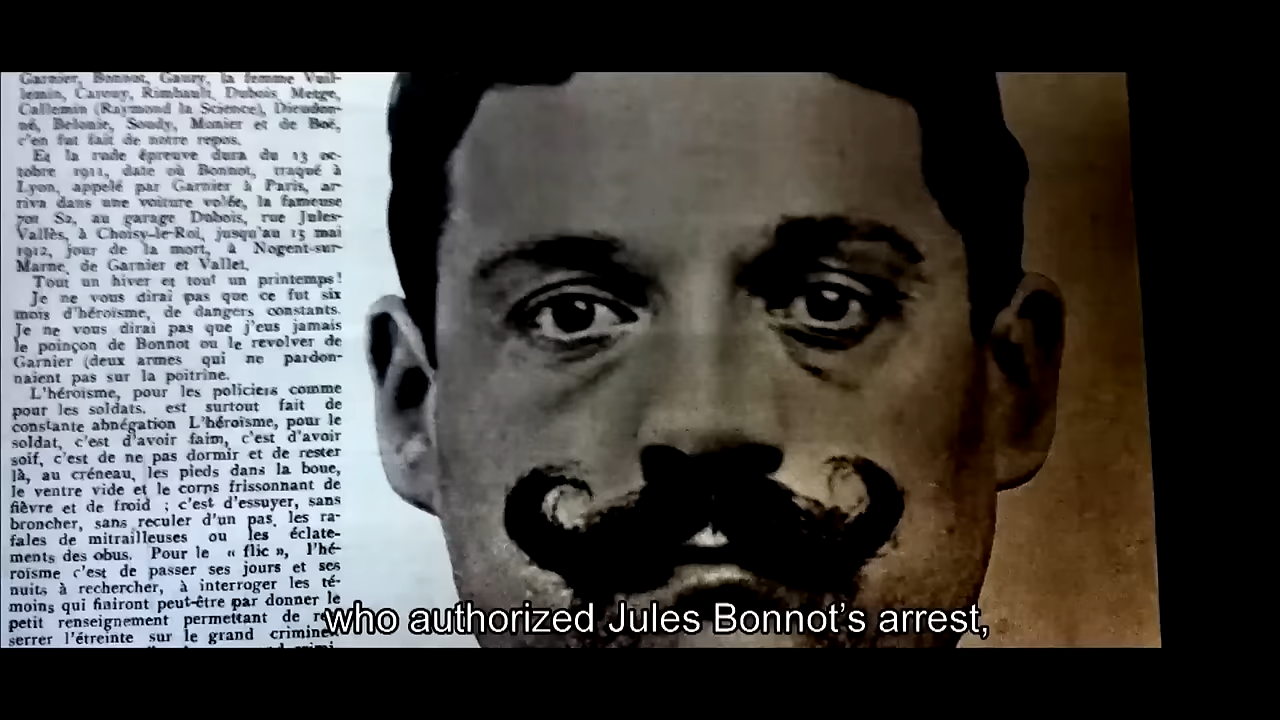 Garnier, Bonnot, Gaury, la femme Vuil-
lemin, Carouy, Rimbault, Dubois, Metge,
Callemin (Raymond la Science), Dieudon-
né, Belonie, Soudy, Monier et de Boë,
c'en fut fait de notre repos.
Et la rude épreuve dura du 13 oc-
tobre 1911, date où Bonnot, traqué à
Lyon, appelé par Garnier à Paris, ar-
riva dans une voiture volée, la fameuse
701 S2, au garage Dubois, rue Jules-
Vallès, à Choisy-le-Roi, jusqu'au 15 mai
1912, jour de la mort, à Nogent-sur-
Marne, de Garnier et Vallet.
Tout un hiver et tout un printemps !
Je ne vous dirai pas que ce fut six
mois d'héroïsme, de dangers constants.
Je ne vous dirai pas que j'eus jamais
le poinçon de Bonnot ou le revolver de
Garnier (deux armes qui ne pardon-
naient pas sur la poitrine.
L'héroïsme, pour les policiers comme
pour les soldats. est surtout fait de
constante abnégation L'héroïsme, pour le
soldat, c'est d'avoir faim, c'est d'avoir
soif, c'est de ne pas dormir et de rester
là, au créneau, les pieds dans la boue,
le ventre vide et le corps frissonnant de
fièvre et de froid ; c'est d'essuyer, sans
broncher, sans reculer d'un pas, les ra-
fales de mitrailleuses ou les éclate-
ments des obus. Pour le « flic », l'hé-
roïsme c'est de passer ses jours et ses
nuits à rechercher, à interroger les té-
moins qui finiront peut-être par donner le
petit renseignement permettant de
serrer l'étreinte sur le grand criminel
who authorized Jules Bonnot's arrest,